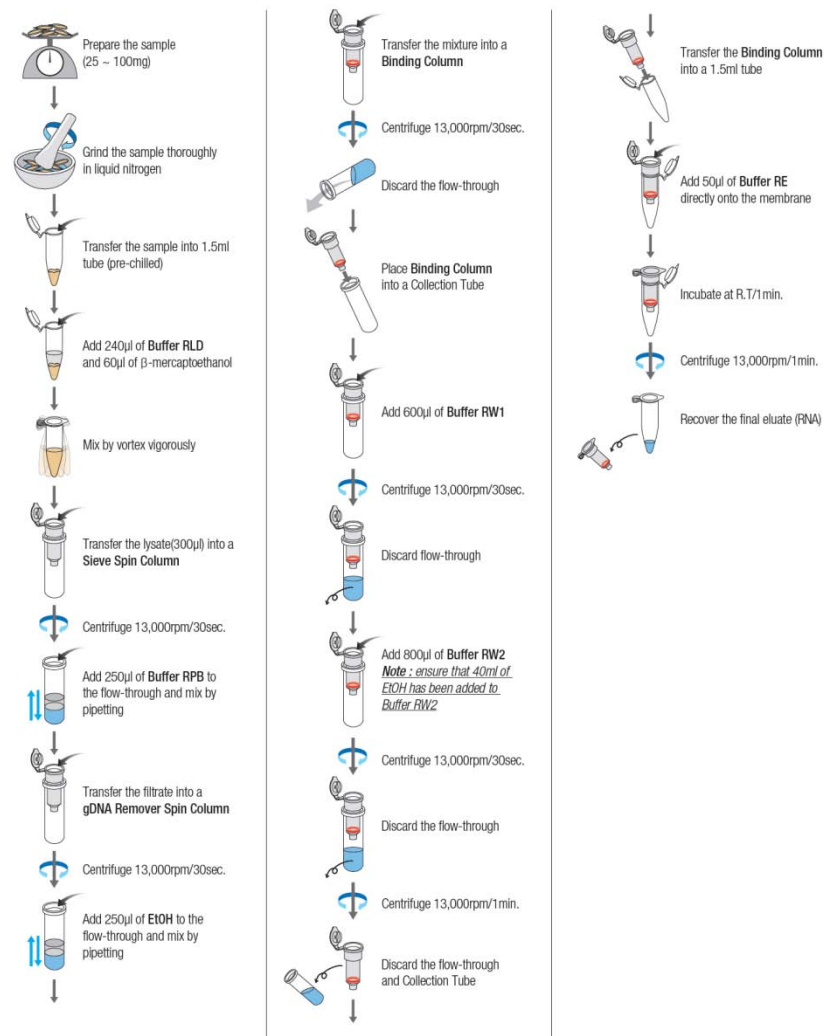 Prepare the sample
(25 ~ 100mg)
Grind the sample thoroughly
in liquid nitrogen
Transfer the sample into 1.5ml
tube (pre-chilled)
Add 240μl of Buffer RLD
and 60μl of β-mercaptoethanol
Mix by vortex vigorously
Transfer the lysate(300μl) into a
Sieve Spin Column
Centrifuge 13,000rpm/30sec.
Add 250μl of Buffer RPB to
the flow-through and mix by
pipetting
Transfer the filtrate into a
gDNA Remover Spin Column
Centrifuge 13,000rpm/30sec.
Add 250μl of EtOH to the
flow-through and mix by
pipetting
Transfer the mixture into a
Binding Column
Centrifuge 13,000rpm/30sec.
Discard the flow-through
Place Binding Column
into a Collection Tube
Add 600μl of Buffer RW1
Centrifuge 13,000rpm/30sec.
Discard flow-through
Add 800μl of Buffer RW2
Note : ensure that 40ml of
EtOH has been added to
Buffer RW2
Centrifuge 13,000rpm/30sec.
Discard the flow-through
Centrifuge 13,000rpm/1min.
Discard the flow-through
and Collection Tube
Transfer the Binding Column
into a 1.5ml tube
Add 50μl of Buffer RE
directly onto the membrane
Incubate at R.T/1min.
Centrifuge 13,000rpm/1min.
Recover the final eluate (RNA)